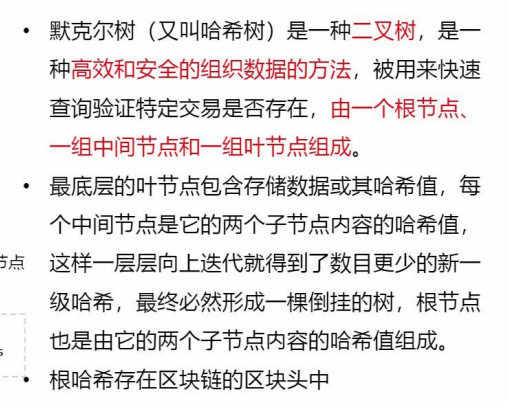 • 默克尔树（又叫哈希树）是一种二叉树，是一
种高效和安全的组织数据的方法，被用来快速
查询验证特定交易是否存在，由一个根节点、
一组中间节点和一组叶节点组成。
• 最底层的叶节点包含存储数据或其哈希值，每
个中间节点是它的两个子节点内容的哈希值，
节点
这样一层层向上迭代就得到了数目更少的新一
级哈希，最终必然形成一棵倒挂的树，根节点
也是由它的两个子节点内容的哈希值组成。
s
• 根哈希存在区块链的区块头中